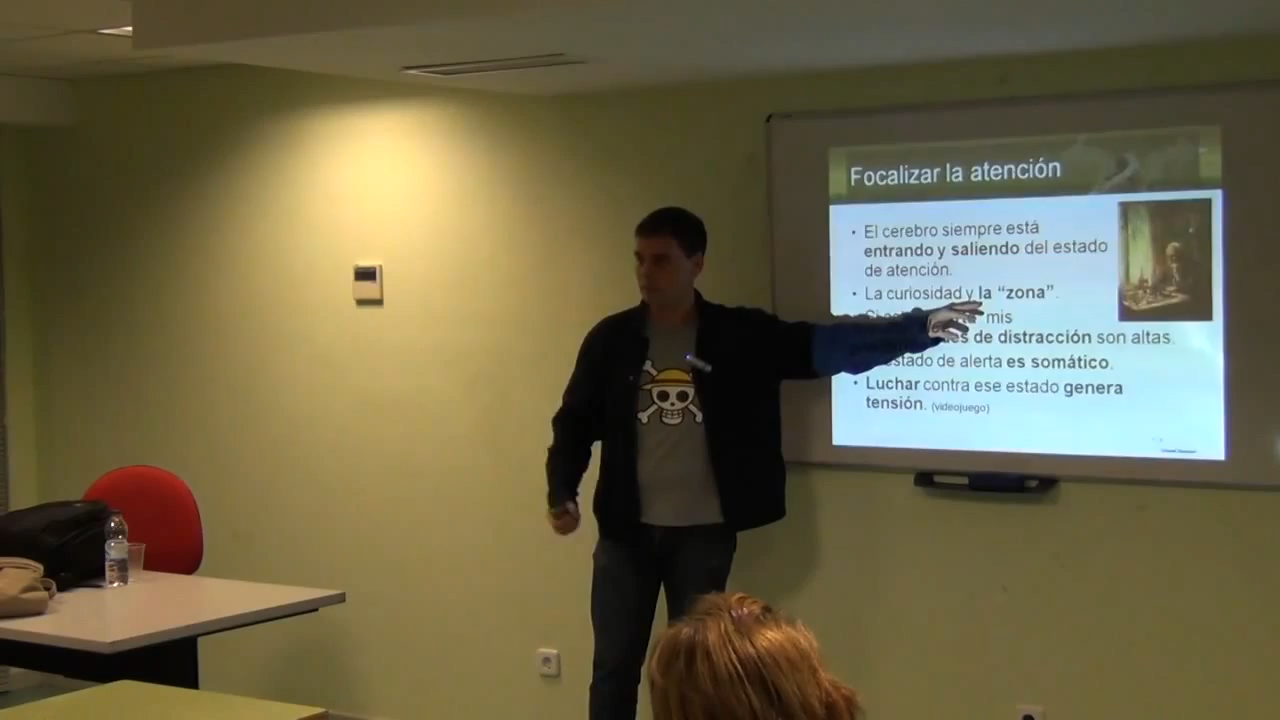 Focalizar la atención
• El cerebro siempre está
entrando y saliendo del estado
de atención.
• La curiosidad y la "zona".
mis
de distracción son altas.
estado de alerta es somático.
• Luchar contra ese estado genera
tensión. (videojuego)